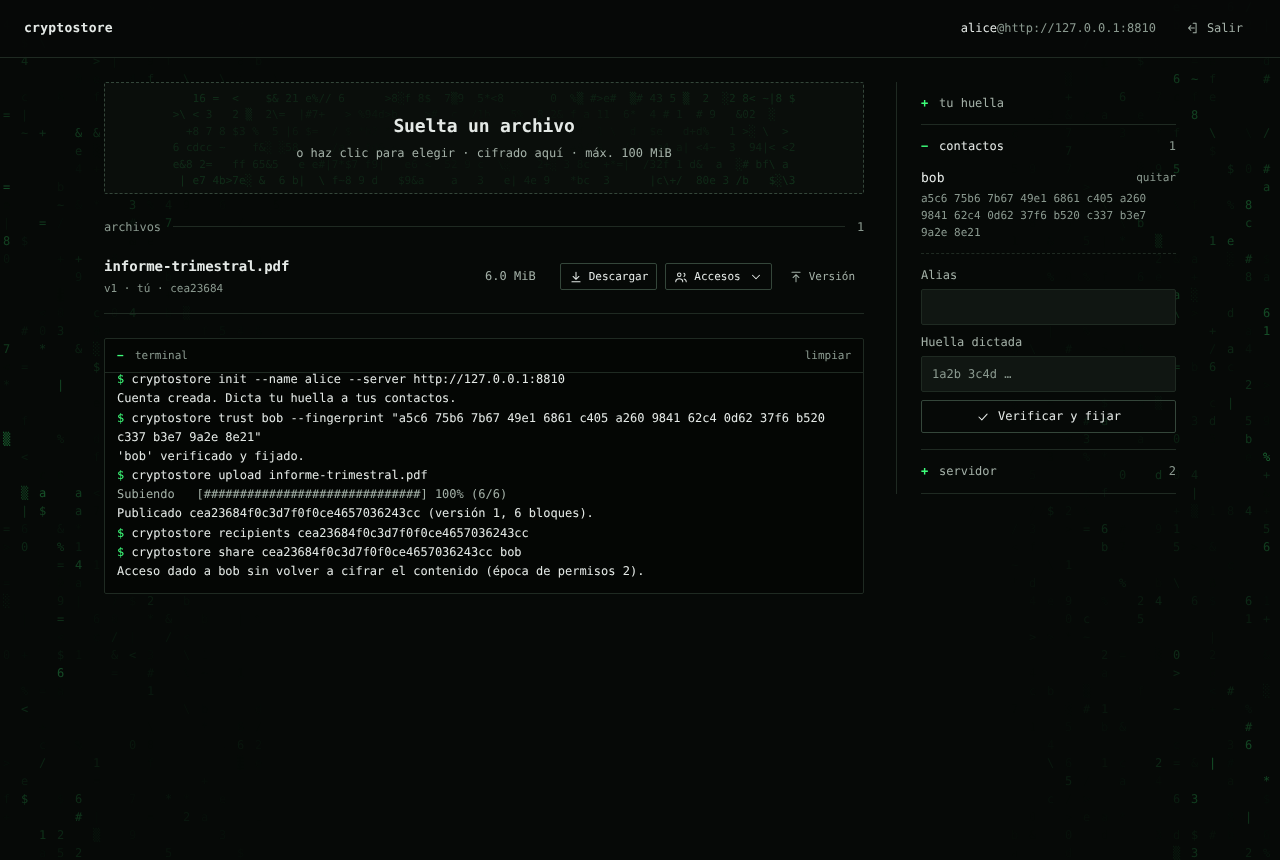 cryptostore
alice@http://127.0.0.1:8810
Salir
Suelta un archivo
o haz clic para elegir · cifrado aquí · máx. 100 MiB
archivos
1
informe-trimestral.pdf
v1 · tú · cea23684
6.0 MiB
Descargar
Accesos
Versión
− terminal
limpiar
$ cryptostore init --name alice --server http://127.0.0.1:8810
Cuenta creada. Dicta tu huella a tus contactos.
$ cryptostore trust bob --fingerprint "a5c6 75b6 7b67 49e1 6861 c405 a260 9841 62c4 0d62 37f6 b520
c337 b3e7 9a2e 8e21"
'bob' verificado y fijado.
$ cryptostore upload informe-trimestral.pdf
Subiendo [##############################] 100% (6/6)
Publicado cea23684f0c3d7f0f0ce4657036243cc (versión 1, 6 bloques).
$ cryptostore recipients cea23684f0c3d7f0f0ce4657036243cc
$ cryptostore share cea23684f0c3d7f0f0ce4657036243cc bob
Acceso dado a bob sin volver a cifrar el contenido (época de permisos 2).
+ tu huella
− contactos
1
bob
quitar
a5c6 75b6 7b67 49e1 6861 c405 a260
9841 62c4 0d62 37f6 b520 c337 b3e7
9a2e 8e21
Alias
Huella dictada
1a2b 3c4d …
Verificar y fijar
+ servidor
2